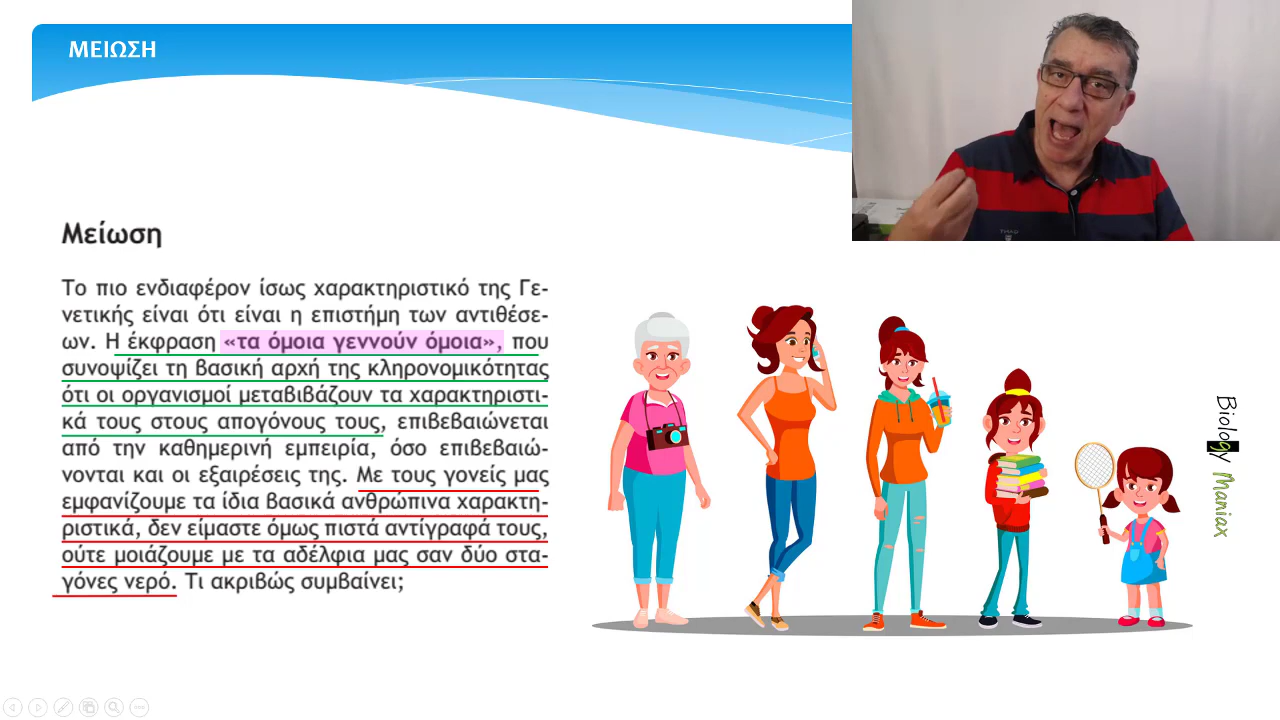 ΜΕΙΩΣΗ
Μείωση
Το πιο ενδιαφέρον ίσως χαρακτηριστικό της Γε-
νετικής είναι ότι είναι η επιστήμη των αντιθέσε-
ων. Η έκφραση «τα όμοια γεννούν όμοια», που
συνοψίζει τη βασική αρχή της κληρονομικότητας
ότι οι οργανισμοί μεταβιβάζουν τα χαρακτηριστι-
κά τους στους απογόνους τους, επιβεβαιώνεται
από την καθημερινή εμπειρία, όσο επιβεβαιώ-
νονται και οι εξαιρέσεις της. Με τους γονείς μας
εμφανίζουμε τα ίδια βασικά ανθρώπινα χαρακτη-
ριστικά, δεν είμαστε όμως πιστά αντίγραφά τους,
ούτε μοιάζουμε με τα αδέλφια μας σαν δύο στα-
γόνες νερό. Τι ακριβώς συμβαίνει;
Biology Maniax